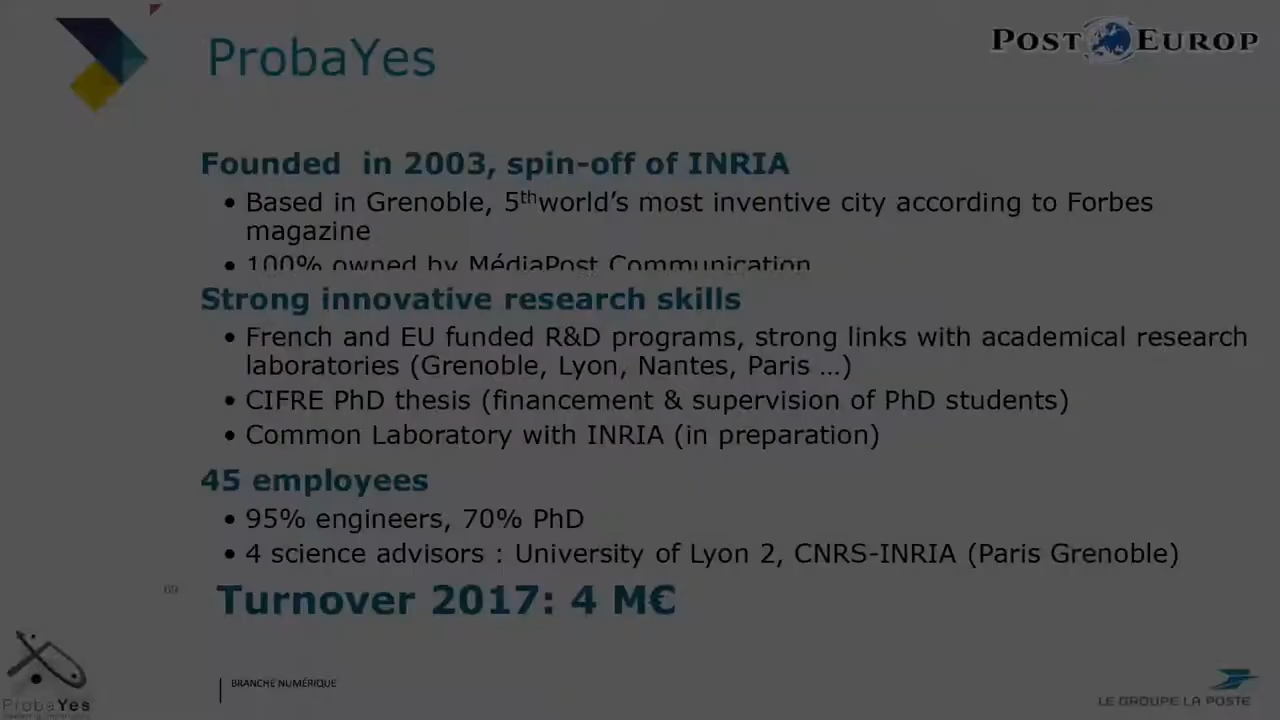 ProbaYes
POST EUROP
Founded in 2003, spin-off of INRIA
• Based in Grenoble, 5thworld's most inventive city according to Forbes
magazine
• 100% owned by MédiaPost Communication
Strong innovative research skills
• French and EU funded R&D programs, strong links with academical research
laboratories (Grenoble, Lyon, Nantes, Paris …)
• CIFRE PhD thesis (financement & supervision of PhD students)
• Common Laboratory with INRIA (in preparation)
45 employees
• 95% engineers, 70% PhD
• 4 science advisors : University of Lyon 2, CNRS-INRIA (Paris Grenoble)
69
Turnover 2017: 4 M€
BRANCHE NUMÉRIQUE
ProbaYes
LE GROUPE LA POSTE